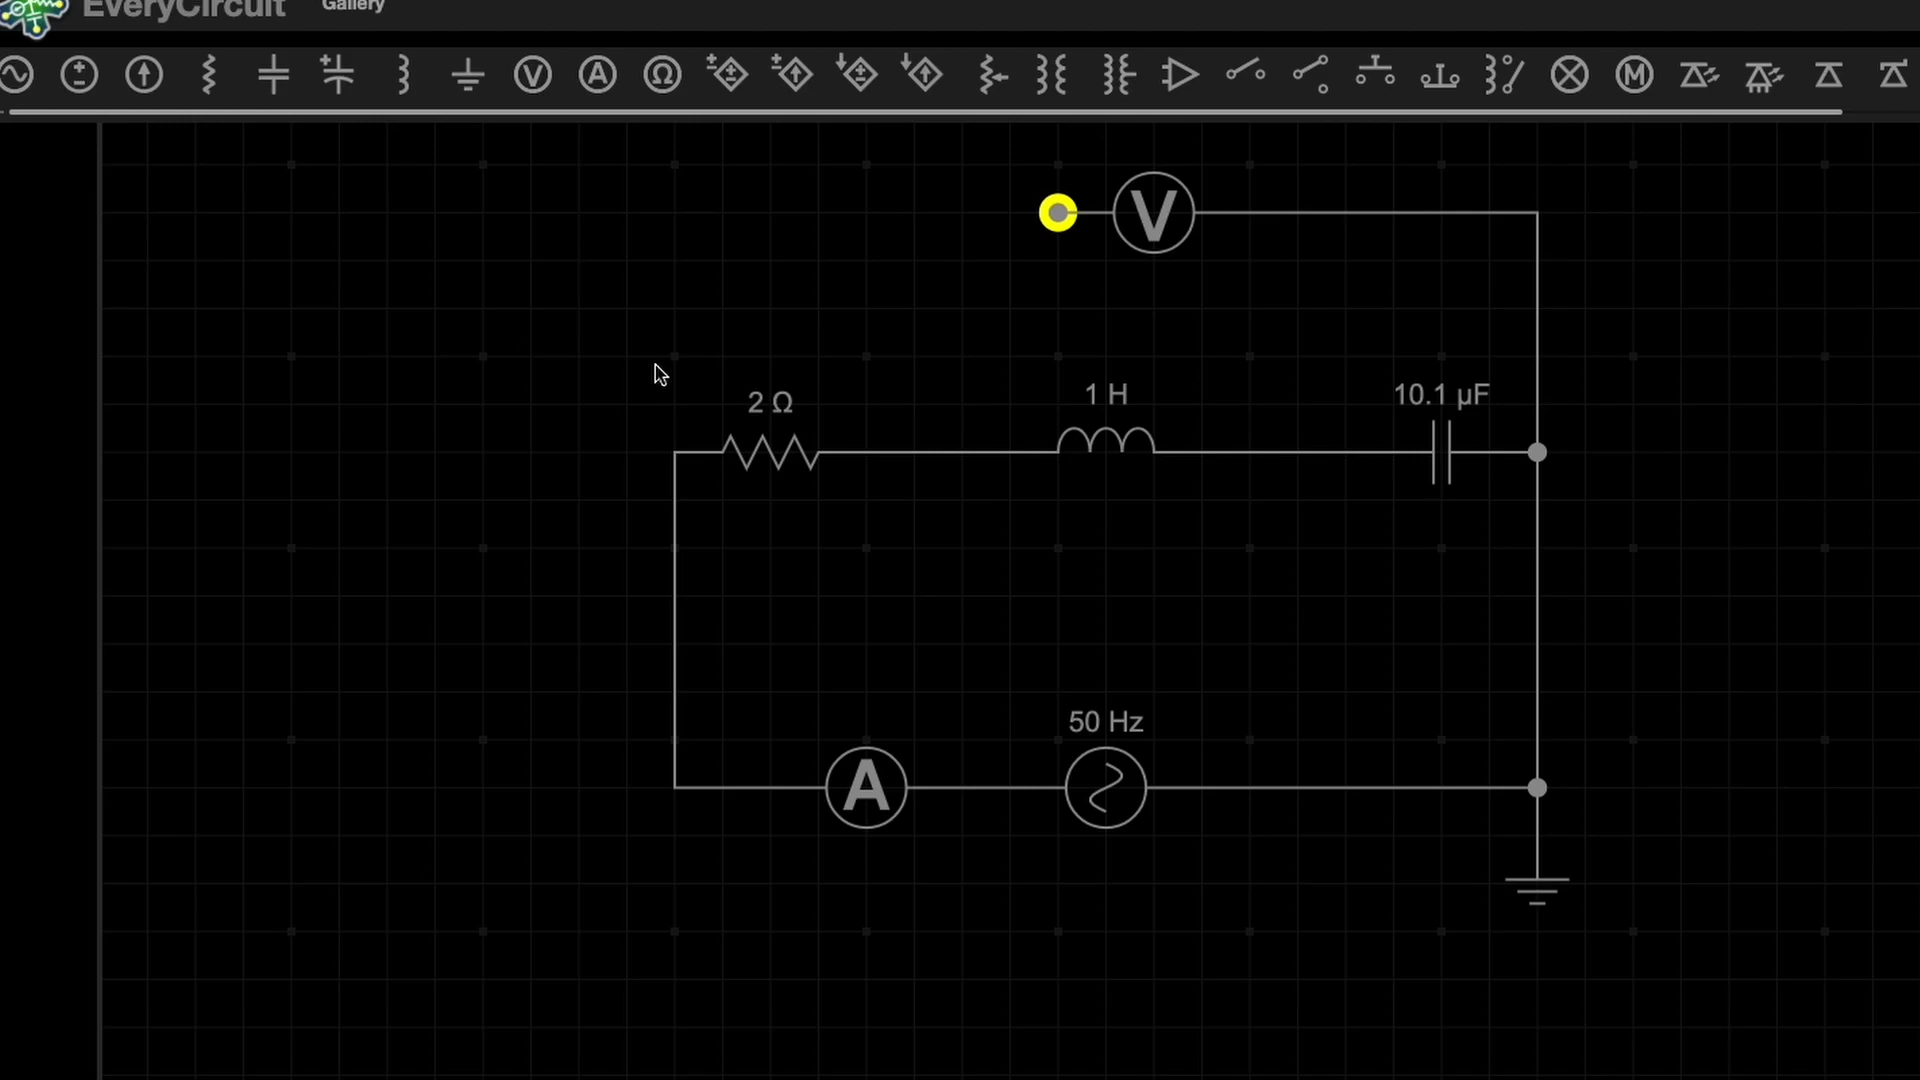 EveryCircuit
Gallery
V A Ω M
V
2 Ω
1 H
10.1 µF
50 Hz
A